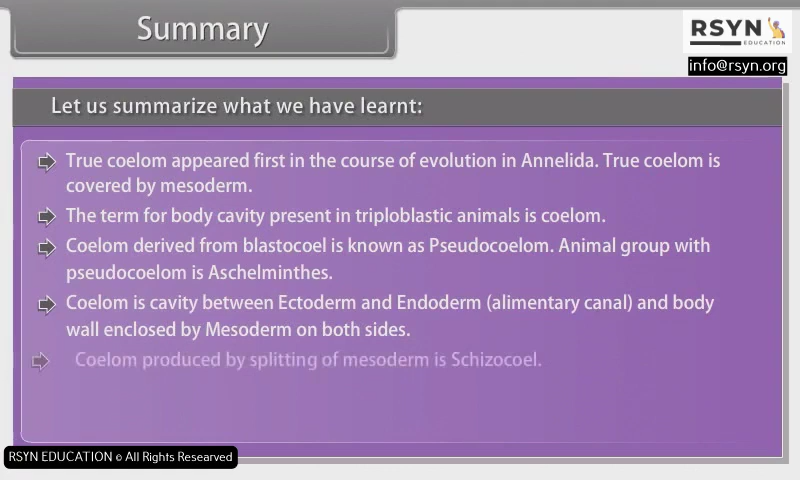 Summary
RSYN
EDUCATION
info@rsyn.org
Let us summarize what we have learnt:
True coelom appeared first in the course of evolution in Annelida. True coelom is
covered by mesoderm.
The term for body cavity present in triploblastic animals is coelom.
Coelom derived from blastocoel is known as Pseudocoelom. Animal group with
pseudocoelom is Aschelminthes.
Coelom is cavity between Ectoderm and Endoderm (alimentary canal) and body
wall enclosed by Mesoderm on both sides.
Coelom produced by splitting of mesoderm is Schizocoel.
RSYN EDUCATION © All Rights Researved